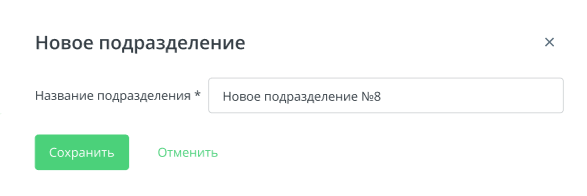 Новое подразделение
×
Название подразделения * Новое подразделение №8
Сохранить Отменить